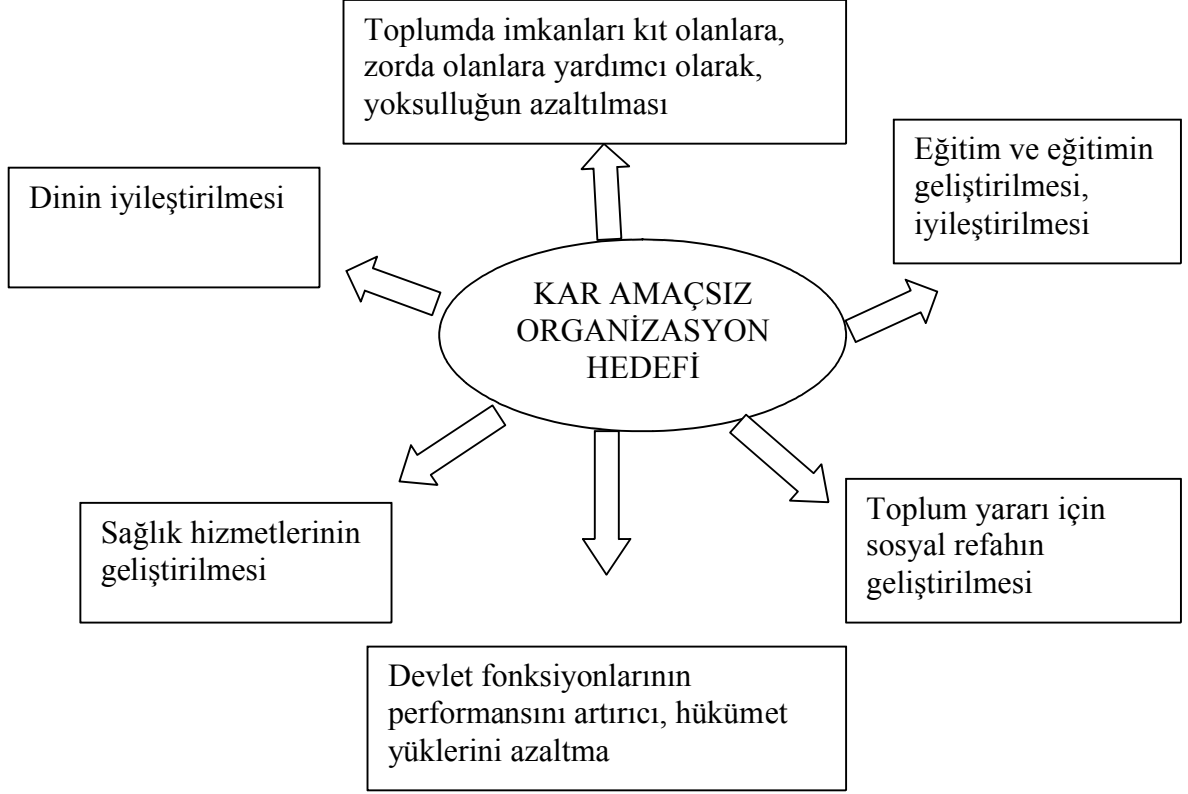 Toplumda imkanları kıt olanlara,
zorda olanlara yardımcı olarak,
yoksulluğun azaltılması
Eğitim ve eğitimin
geliştirilmesi,
iyileştirilmesi
Dinin iyileştirilmesi
KAR AMAÇSIZ
ORGANİZASYON
HEDEFİ
Sağlık hizmetlerinin
geliştirilmesi
Toplum yararı için
sosyal refahın
geliştirilmesi
Devlet fonksiyonlarının
performansını artırıcı, hükümet
yüklerini azaltma